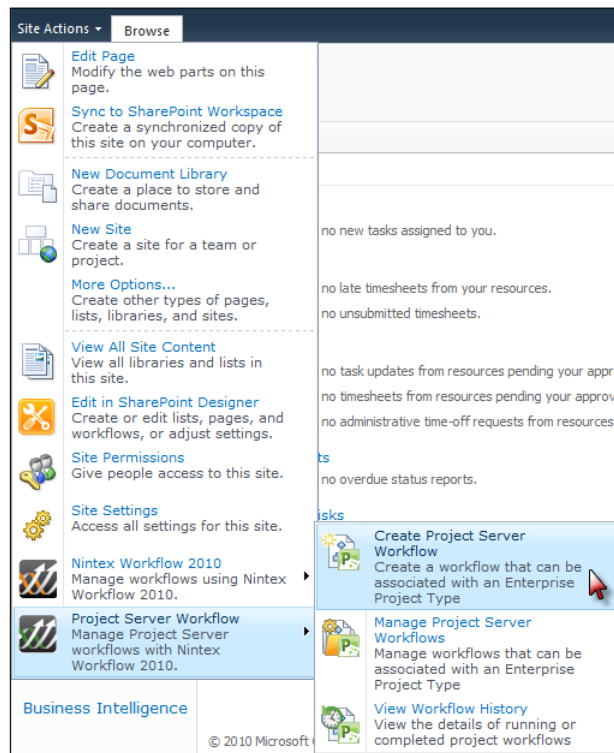 Site Actions
Browse
Edit Page
Modify the web parts on this
page.
Sync to SharePoint Workspace
Create a synchronized copy of
this site on your computer.
New Document Library
Create a place to store and
share documents.
New Site
Create a site for a team or
project.
More Options...
Create other types of pages,
lists, libraries, and sites.
View All Site Content
View all libraries and lists in
this site.
Edit in SharePoint Designer
Create or edit lists, pages, and
workflows, or adjust settings.
Site Permissions
Give people access to this site.
Site Settings
Access all settings for this site.
Nintex Workflow 2010
Manage workflows using Nintex
Workflow 2010.
Project Server Workflow
Manage Project Server
workflows with Nintex
Workflow 2010.
no new tasks assigned to you.
no late timesheets from your resources.
no unsubmitted timesheets.
no task updates from resources pending your appr
no timesheets from resources pending your approv
no administrative time-off requests from resources
ts
no overdue status reports.
isks
Create Project Server
Workflow
Create a workflow that can be
associated with an Enterprise
Project Type
Manage Project Server
Workflows
Manage workflows that can be
associated with an Enterprise
Project Type
View Workflow History
View the details of running or
completed project workflows
Business Intelligence
© 2010 Microsoft